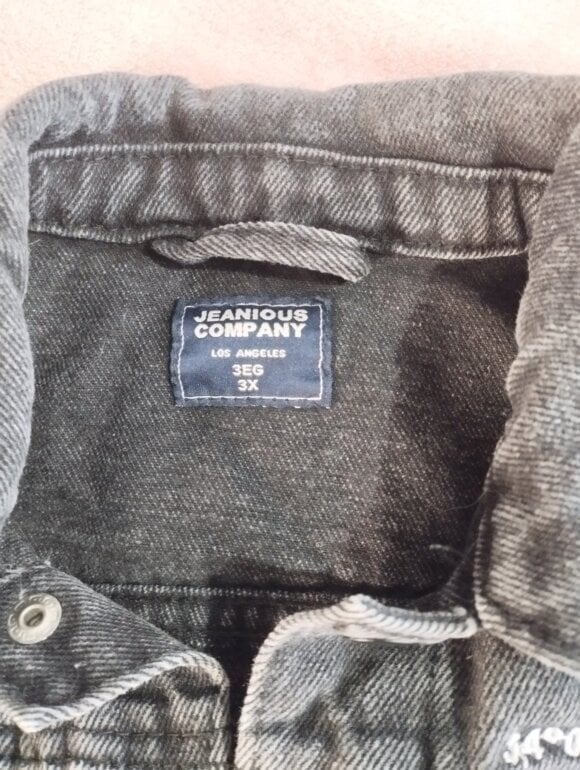 JEANIOUS
COMPANY
LOS ANGELES
3EG
3X